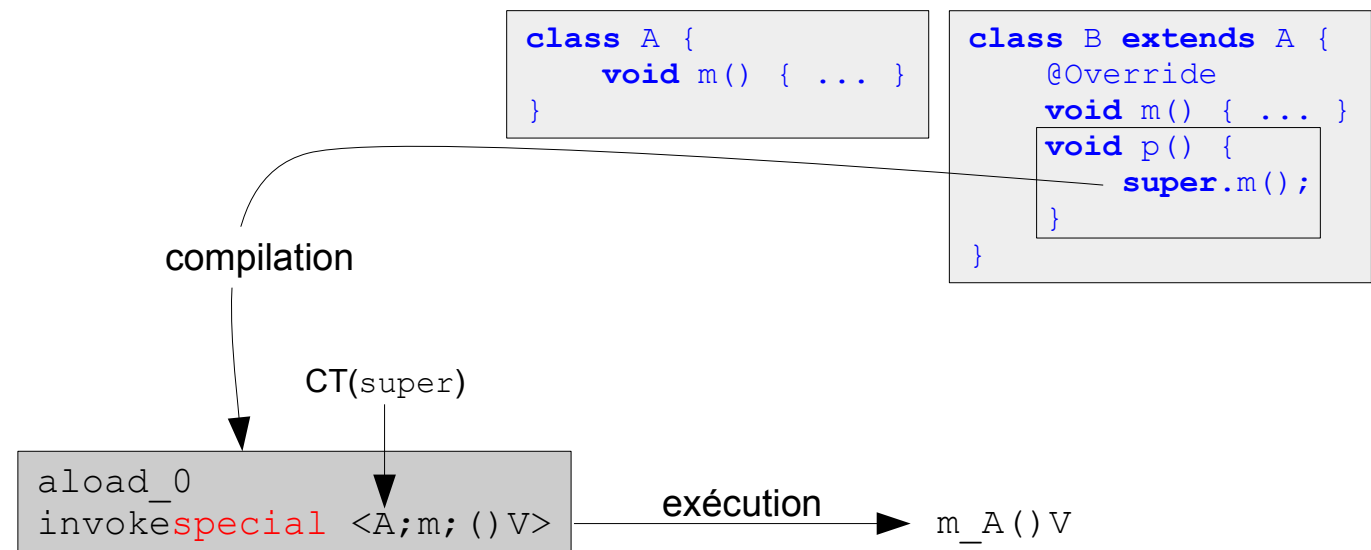 class A {
    void m() { ... }
}
class B extends A {
    @Override
    void m() { ... }
    void p() {
        super.m();
    }
}
compilation
CT(super)
aload_0
invokespecial <A;m;()V>
exécution
m_A()V